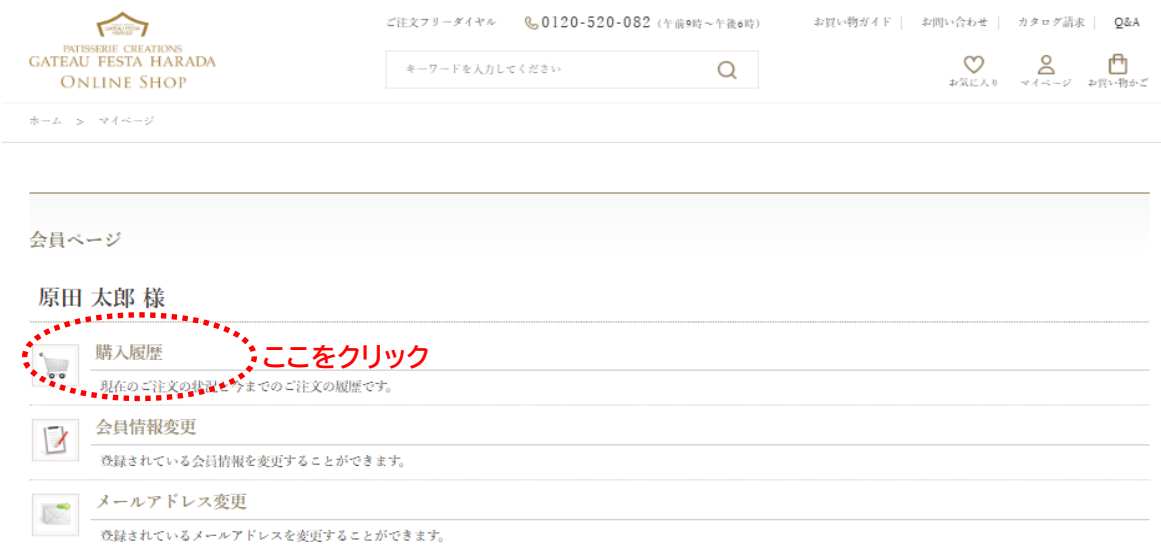 GATEAU FESTA
HARADA
PATISSERIE CREATIONS
GATEAU FESTA HARADA
ONLINE SHOP
ご注文フリーダイヤル 0120-520-082 (午前9時～午後6時)
お買い物ガイド | お問い合わせ | カタログ請求 | Q&A
キーワードを入力してください
お気に入り マイページ お買い物かご
ホーム > マイページ
会員ページ
原田 太郎 様
購入履歴
ここをクリック
現在のご注文の状況と今までのご注文の履歴です。
会員情報変更
登録されている会員情報を変更することができます。
メールアドレス変更
登録されているメールアドレスを変更することができます。